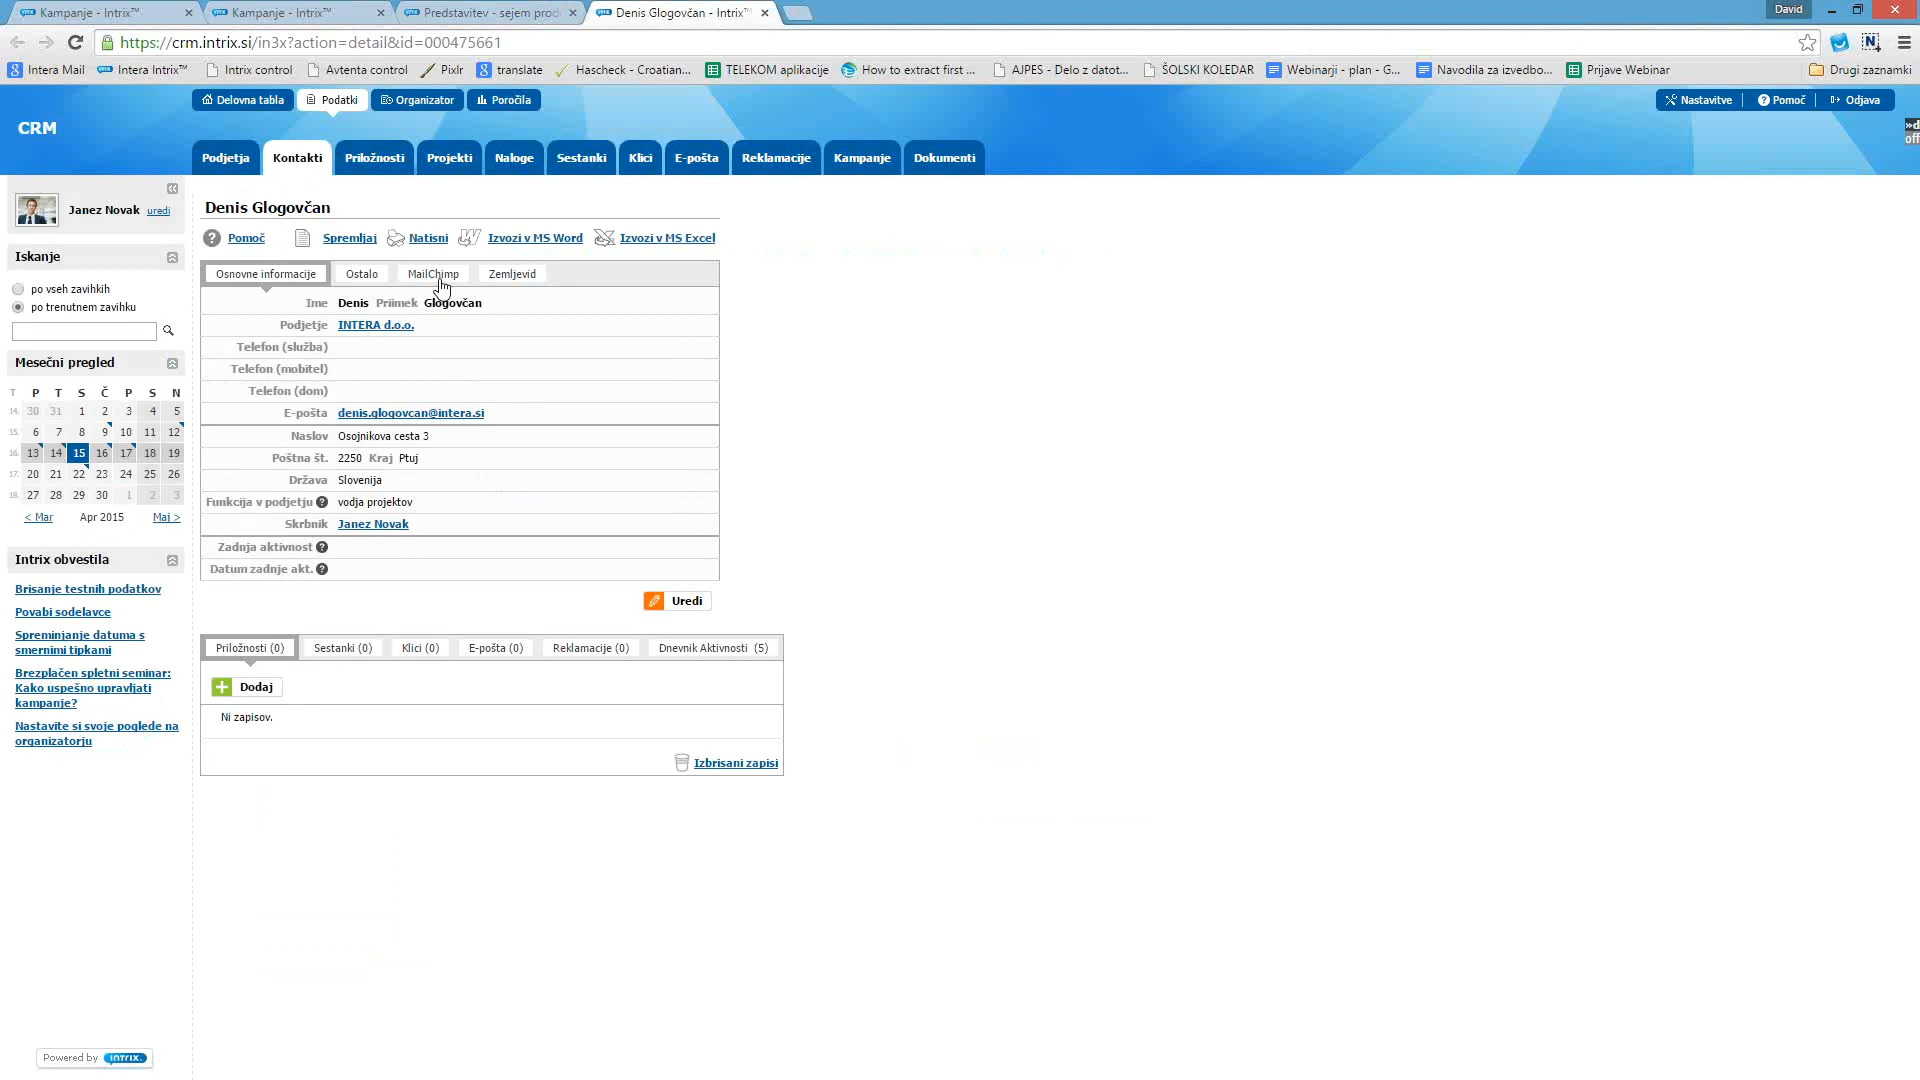 Kampanje - Intrix™
Kampanje - Intrix™
Predstavitev - sejem prod
Denis Glogovčan - Intrix™
David
https://crm.intrix.si/in3x?action=detail&id=000475661
Intera Mail
Intera Intrix™
Intrix control
Avtenta control
Pixlr
translate
Hascheck - Croatian...
TELEKOM aplikacije
How to extract first ...
AJPES - Delo z datot...
ŠOLSKI KOLEDAR
Webinarji - plan - G...
Navodila za izvedbo...
Prijave Webinar
Drugi zaznamki
Delovna tabla
Podatki
Organizator
Poročila
Nastavitve
Pomoč
Odjava
»d
off
CRM
Podjetja
Kontakti
Priložnosti
Projekti
Naloge
Sestanki
Klici
E-pošta
Reklamacije
Kampanje
Dokumenti
Janez Novak uredi
Iskanje
po vseh zavihkih
po trenutnem zavihku
Mesečni pregled
T P T S Č P S N
14. 30 31 1 2 3 4 5
15. 6 7 8 9 10 11 12
16. 13 14 15 16 17 18 19
17. 20 21 22 23 24 25 26
18. 27 28 29 30 1 2 3
< Mar Apr 2015 Maj >
Intrix obvestila
Brisanje testnih podatkov
Povabi sodelavce
Spreminjanje datuma s
smernimi tipkami
Brezplačen spletni seminar:
Kako uspešno upravljati
kampanje?
Nastavite si svoje poglede na
organizatorju
Powered by intrix.
Denis Glogovčan
Pomoč
Spremljaj
Natisni
Izvozi v MS Word
Izvozi v MS Excel
Osnovne informacije
Ostalo
MailChimp
Zemljevid
Ime Denis Priimek Glogovčan
Podjetje INTERA d.o.o.
Telefon (služba)
Telefon (mobitel)
Telefon (dom)
E-pošta denis.glogovcan@intera.si
Naslov Osojnikova cesta 3
Poštna št. 2250 Kraj Ptuj
Država Slovenija
Funkcija v podjetju ? vodja projektov
Skrbnik Janez Novak
Zadnja aktivnost ?
Datum zadnje akt. ?
Uredi
Priložnosti (0)
Sestanki (0)
Klici (0)
E-pošta (0)
Reklamacije (0)
Dnevnik Aktivnosti (5)
Dodaj
Ni zapisov.
Izbrisani zapisi